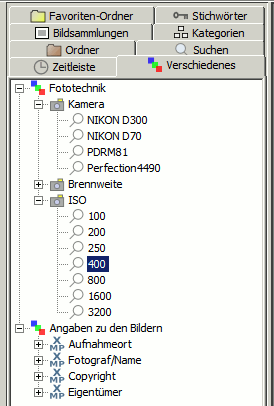 Favoriten-Ordner Stichwörter
Bildsammlungen Kategorien
Ordner Suchen
Zeitleiste Verschiedenes
Fototechnik
Kamera
NIKON D300
NIKON D70
PDRM81
Perfection4490
Brennweite
ISO
100
200
250
400
800
1600
3200
Angaben zu den Bildern
XMP Aufnahmeort
XMP Fotograf/Name
XMP Copyright
XMP Eigentümer